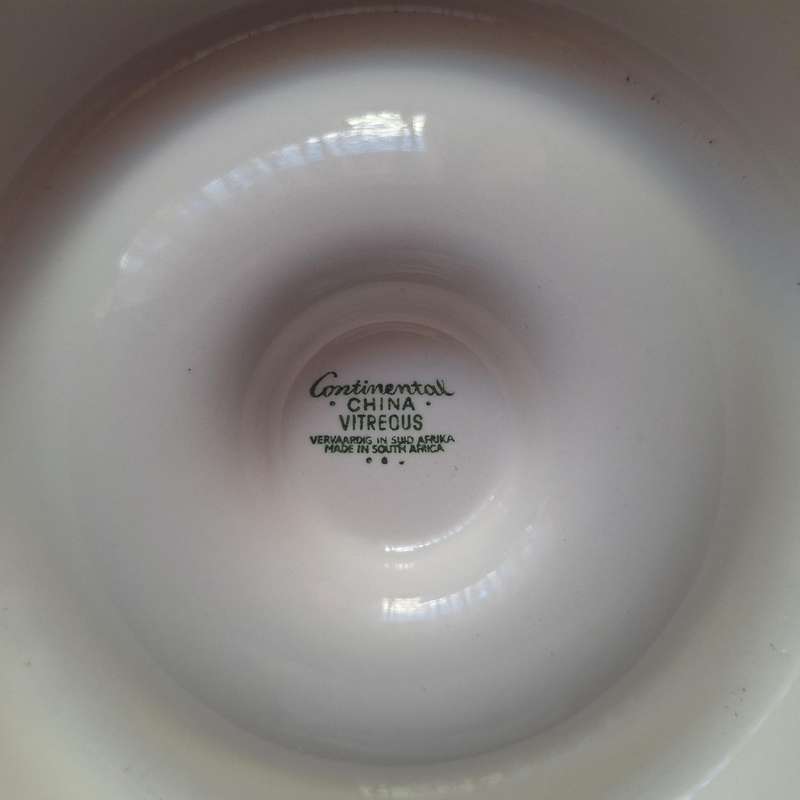 Continental
· CHINA ·
VITREOUS
VERVAARDIG IN SUID AFRIKA
MADE IN SOUTH AFRICA